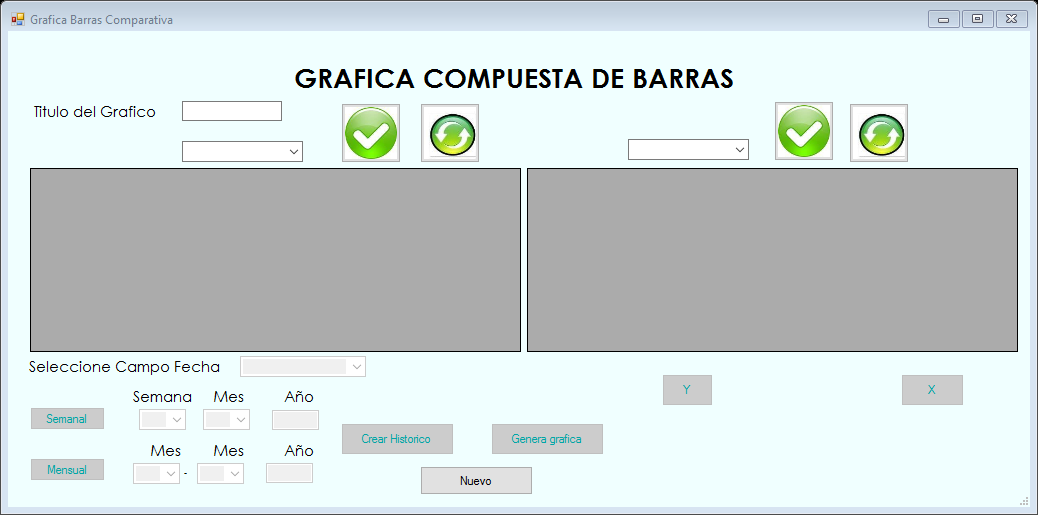 Grafica Barras Comparativa
GRAFICA COMPUESTA DE BARRAS
Titulo del Grafico
Seleccione Campo Fecha
Y X
Semana Mes Año
Semanal
Crear Historico Genera grafica
Mes Mes Año
Mensual -
Nuevo